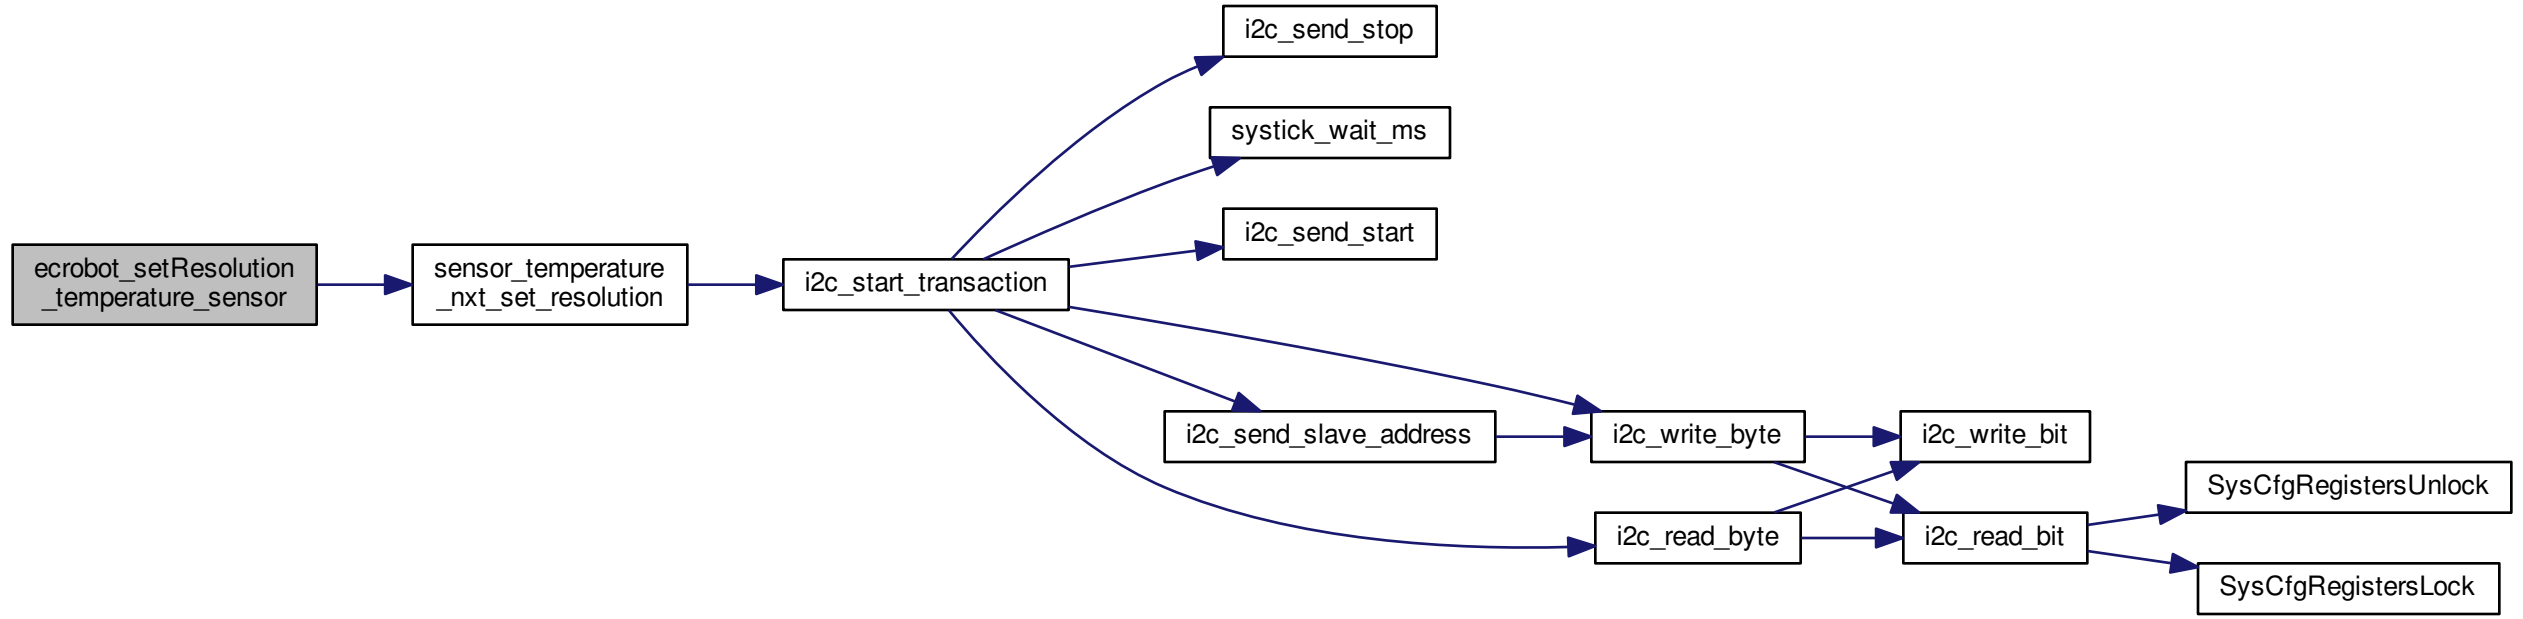 ecrobot_setResolution
_temperature_sensor
sensor_temperature
_nxt_set_resolution
i2c_start_transaction
i2c_send_stop
systick_wait_ms
i2c_send_start
i2c_send_slave_address
i2c_write_byte
i2c_read_byte
i2c_write_bit
i2c_read_bit
SysCfgRegistersUnlock
SysCfgRegistersLock